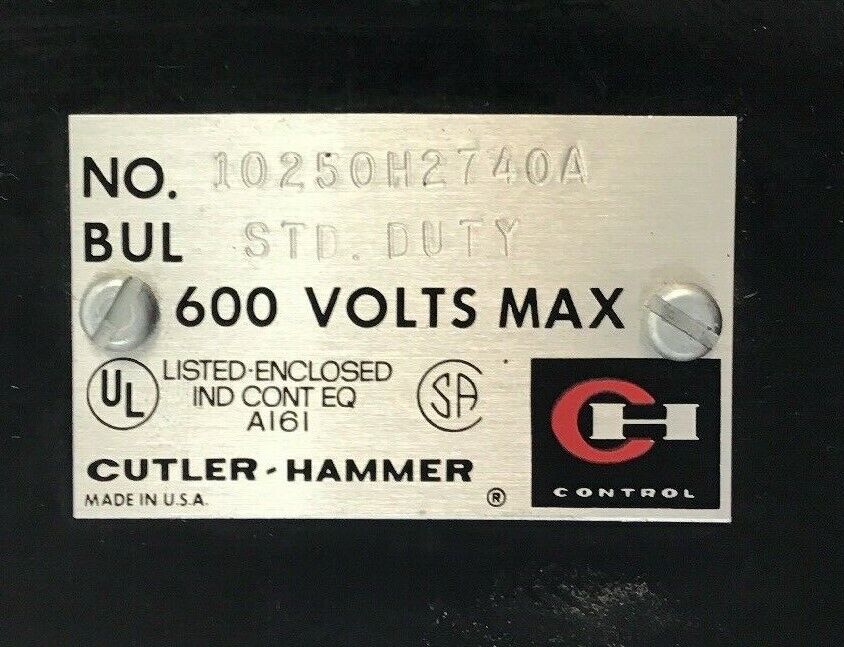 NO. 10250H2740A
BUL STD. DUTY
600 VOLTS MAX
UL LISTED-ENCLOSED
IND CONT EQ
A161
SA
CUTLER-HAMMER
MADE IN U.S.A. ®
CH
CONTROL